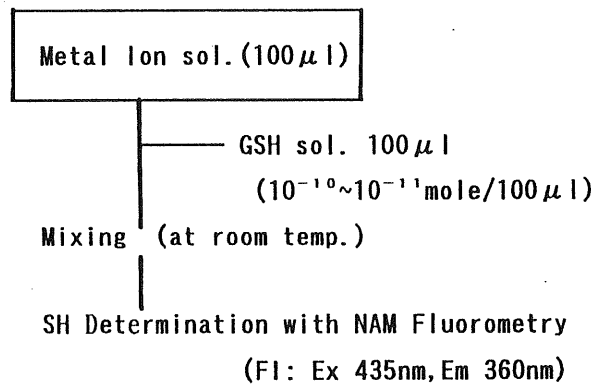 Metal Ion sol.(100μl)
GSH sol. 100μl
(10⁻¹⁰~10⁻¹¹mole/100μl)
Mixing (at room temp.)
SH Determination with NAM Fluorometry
(FI: Ex 435nm, Em 360nm)